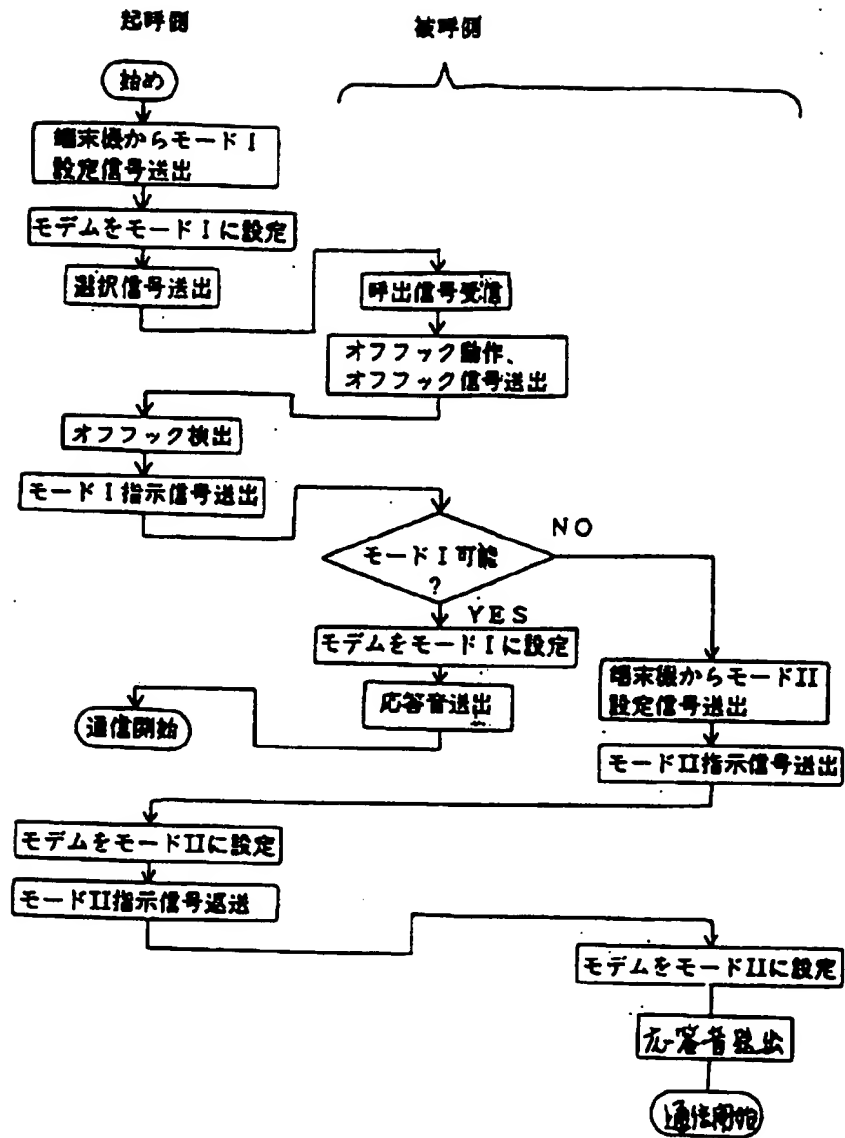 起呼側
被呼側
始め
端末機からモードI
設定信号送出
モデムをモードIに設定
選択信号送出
呼出信号受信
オフフック動作、
オフフック信号送出
オフフック検出
モードI指示信号送出
モードI可能
?
NO
YES
モデムをモードIに設定
応答音送出
通信開始
端末機からモードII
設定信号送出
モードII指示信号送出
モデムをモードIIに設定
モードII指示信号返送
モデムをモードIIに設定
応答音送出
通信開始